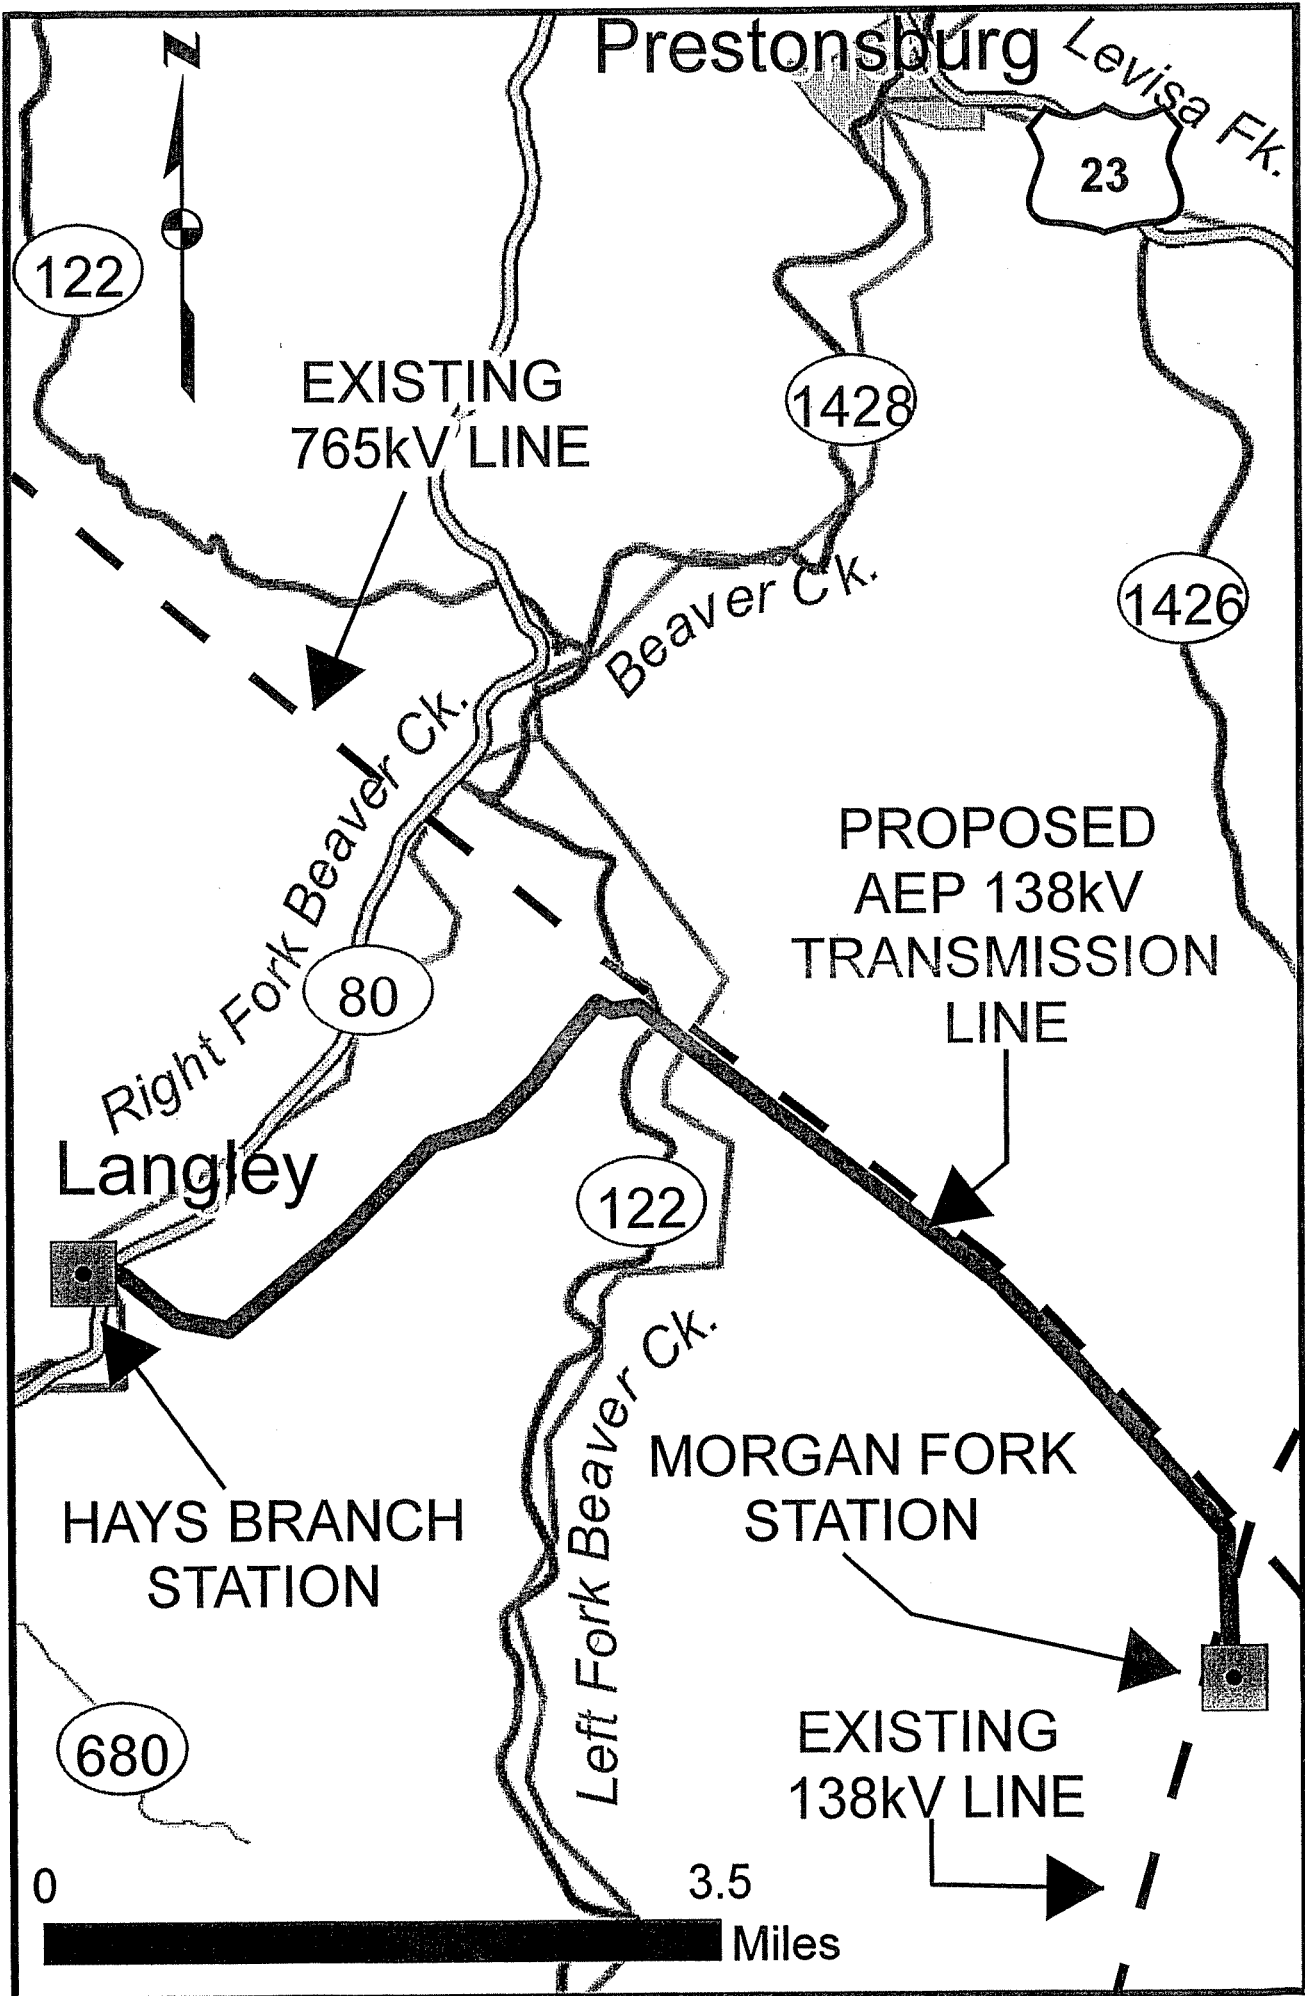 Prestonsburg
Levisa Fk.
N
23
122
EXISTING
765kV LINE
1428
Beaver Ck.
1426
Right Fork Beaver Ck.
PROPOSED
AEP 138kV
TRANSMISSION
LINE
80
Langley
122
Left Fork Beaver Ck.
MORGAN FORK
STATION
HAYS BRANCH
STATION
680
EXISTING
138kV LINE
0
3.5
Miles